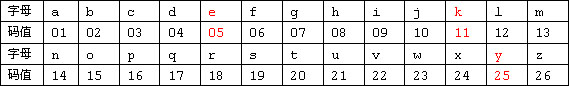 字母 a b c d e f g h i j k l m
码值 01 02 03 04 05 06 07 08 09 10 11 12 13
字母 n o p q r s t u v w x y z
码值 14 15 16 17 18 19 20 21 22 23 24 25 26